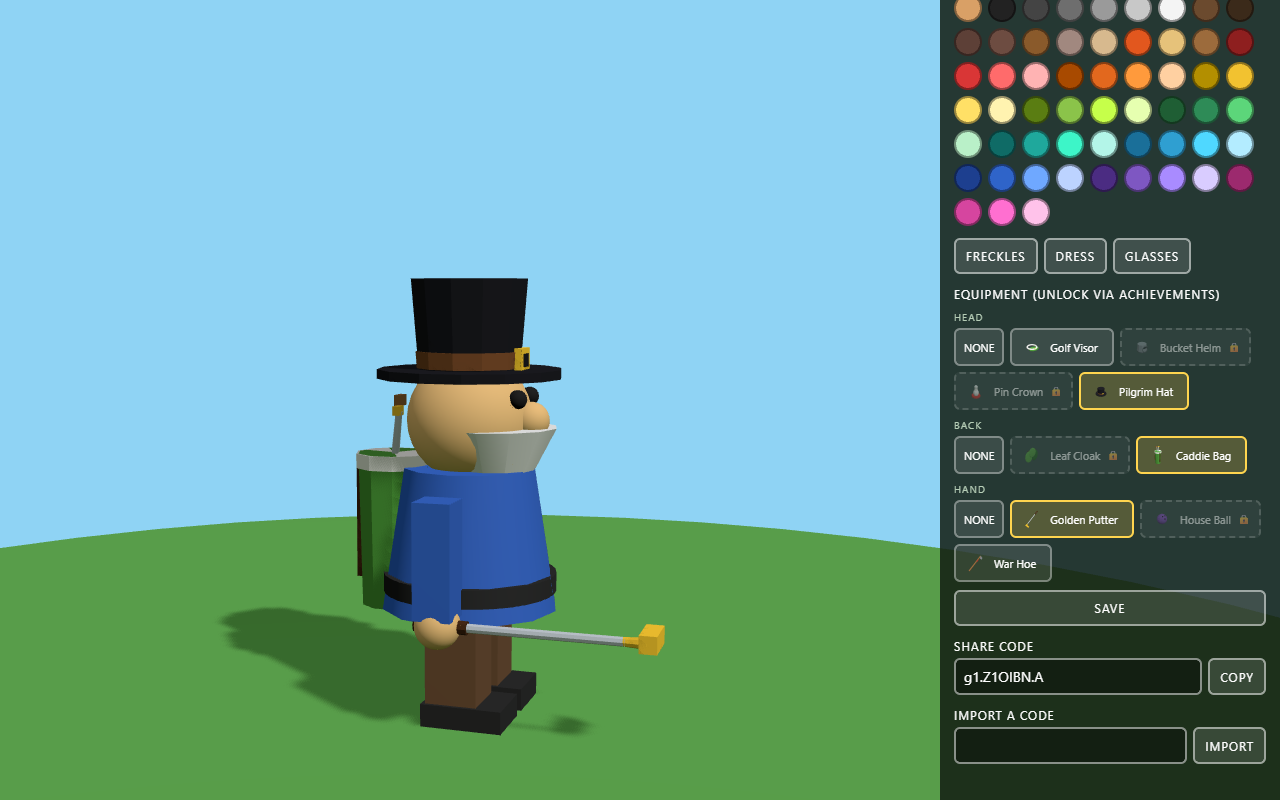 FRECKLES DRESS GLASSES
EQUIPMENT (UNLOCK VIA ACHIEVEMENTS)
HEAD
NONE Golf Visor Bucket Helm
Pin Crown Pilgrim Hat
BACK
NONE Leaf Cloak Caddie Bag
HAND
NONE Golden Putter House Ball
War Hoe
SAVE
SHARE CODE
g1.Z1OIBN.A COPY
IMPORT A CODE
IMPORT